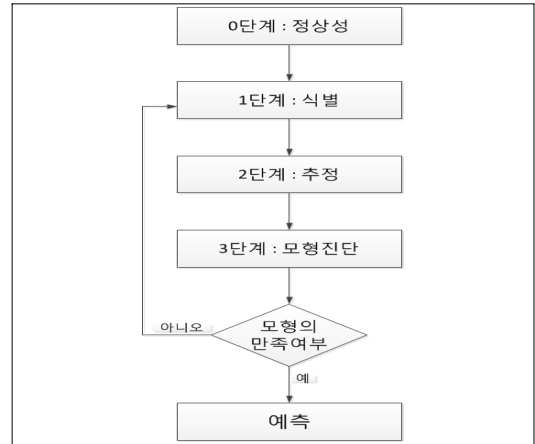 0단계 : 정상성
1단계 : 식별
2단계 : 추정
3단계 : 모형진단
아니오
모형의
만족여부
예
예측